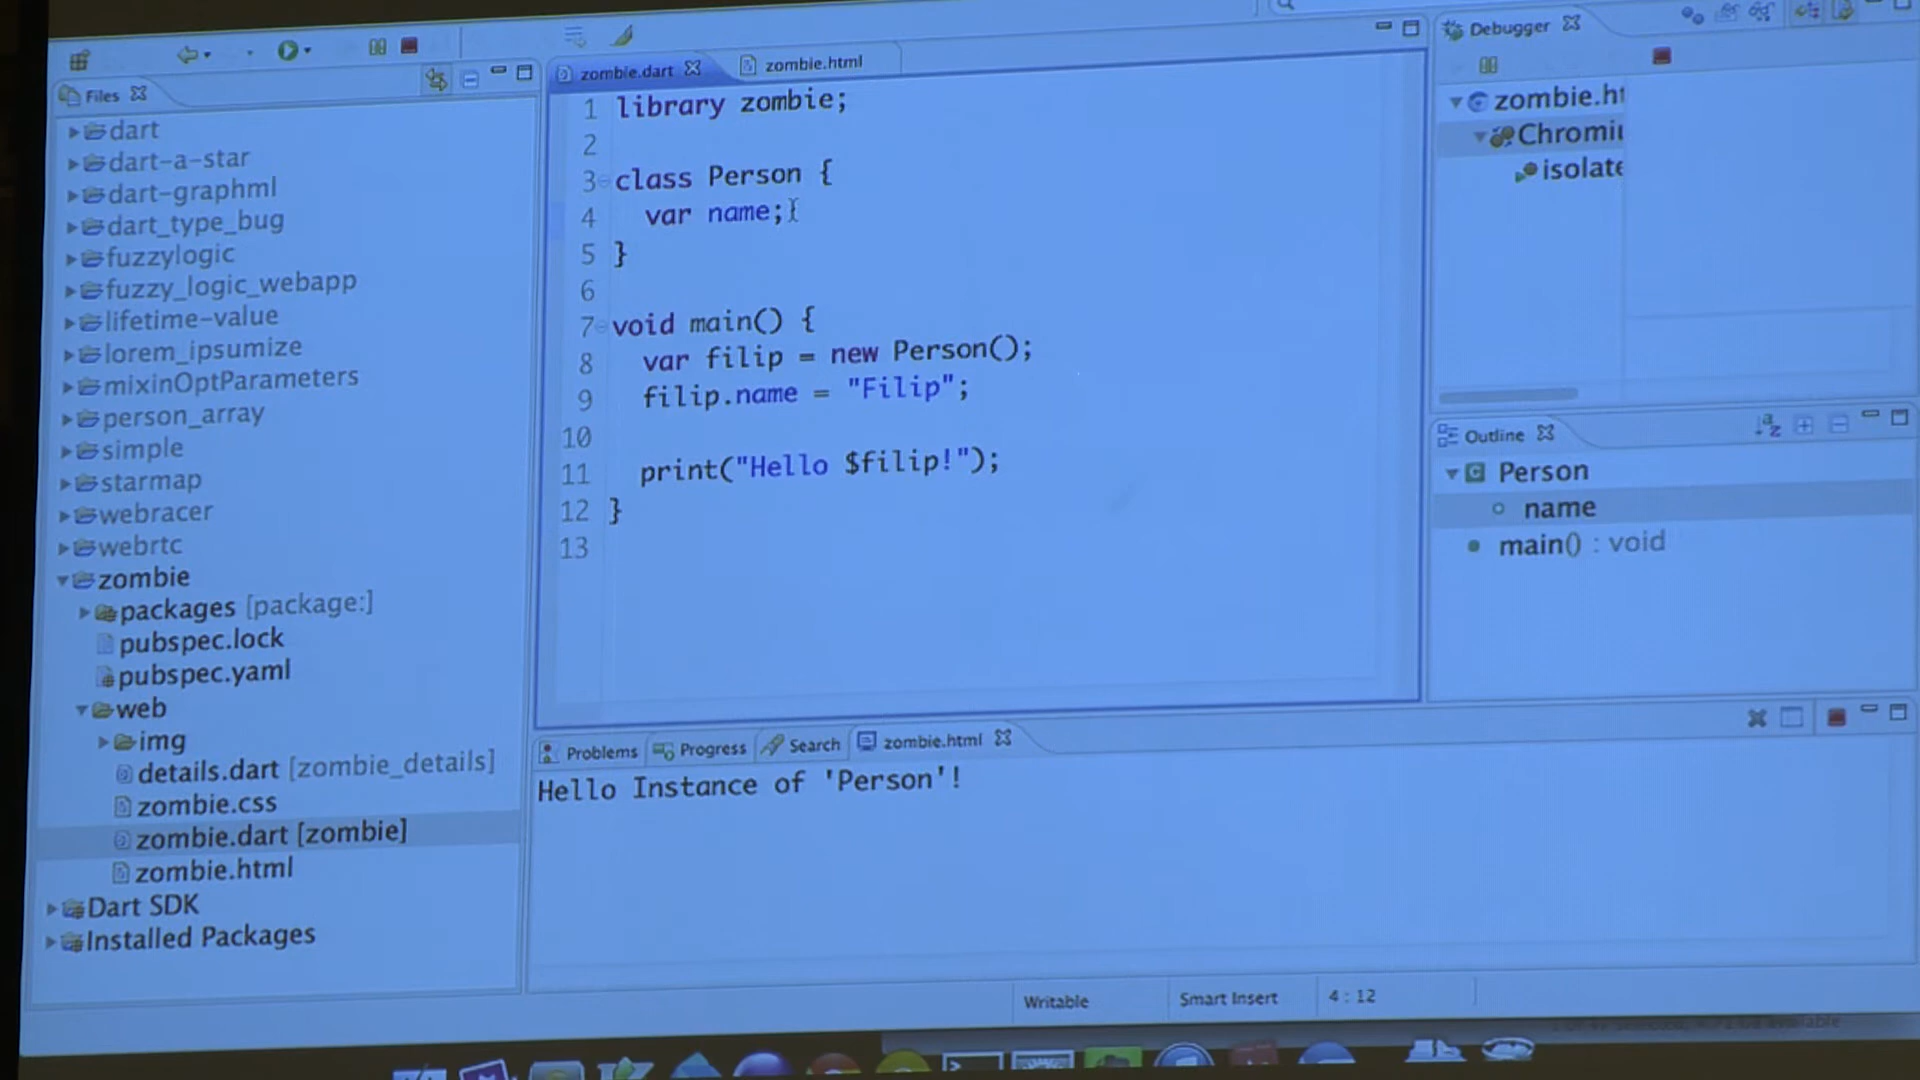 Files
dart
dart-a-star
dart-graphml
dart_type_bug
fuzzylogic
fuzzy_logic_webapp
lifetime-value
lorem_ipsumize
mixinOptParameters
person_array
simple
starmap
webracer
webrtc
zombie
packages [package:]
pubspec.lock
pubspec.yaml
web
img
details.dart [zombie_details]
zombie.css
zombie.dart [zombie]
zombie.html
Dart SDK
Installed Packages
zombie.dart
zombie.html
1 library zombie;
2
3 class Person {
4 var name;
5 }
6
7 void main() {
8 var filip = new Person();
9 filip.name = "Filip";
10
11 print("Hello $filip!");
12 }
13
Debugger
zombie.ht
Chromiu
isolate
Outline
Person
name
main() : void
Problems
Progress
Search
zombie.html
Hello Instance of 'Person'!
Writable
Smart Insert
4 : 12